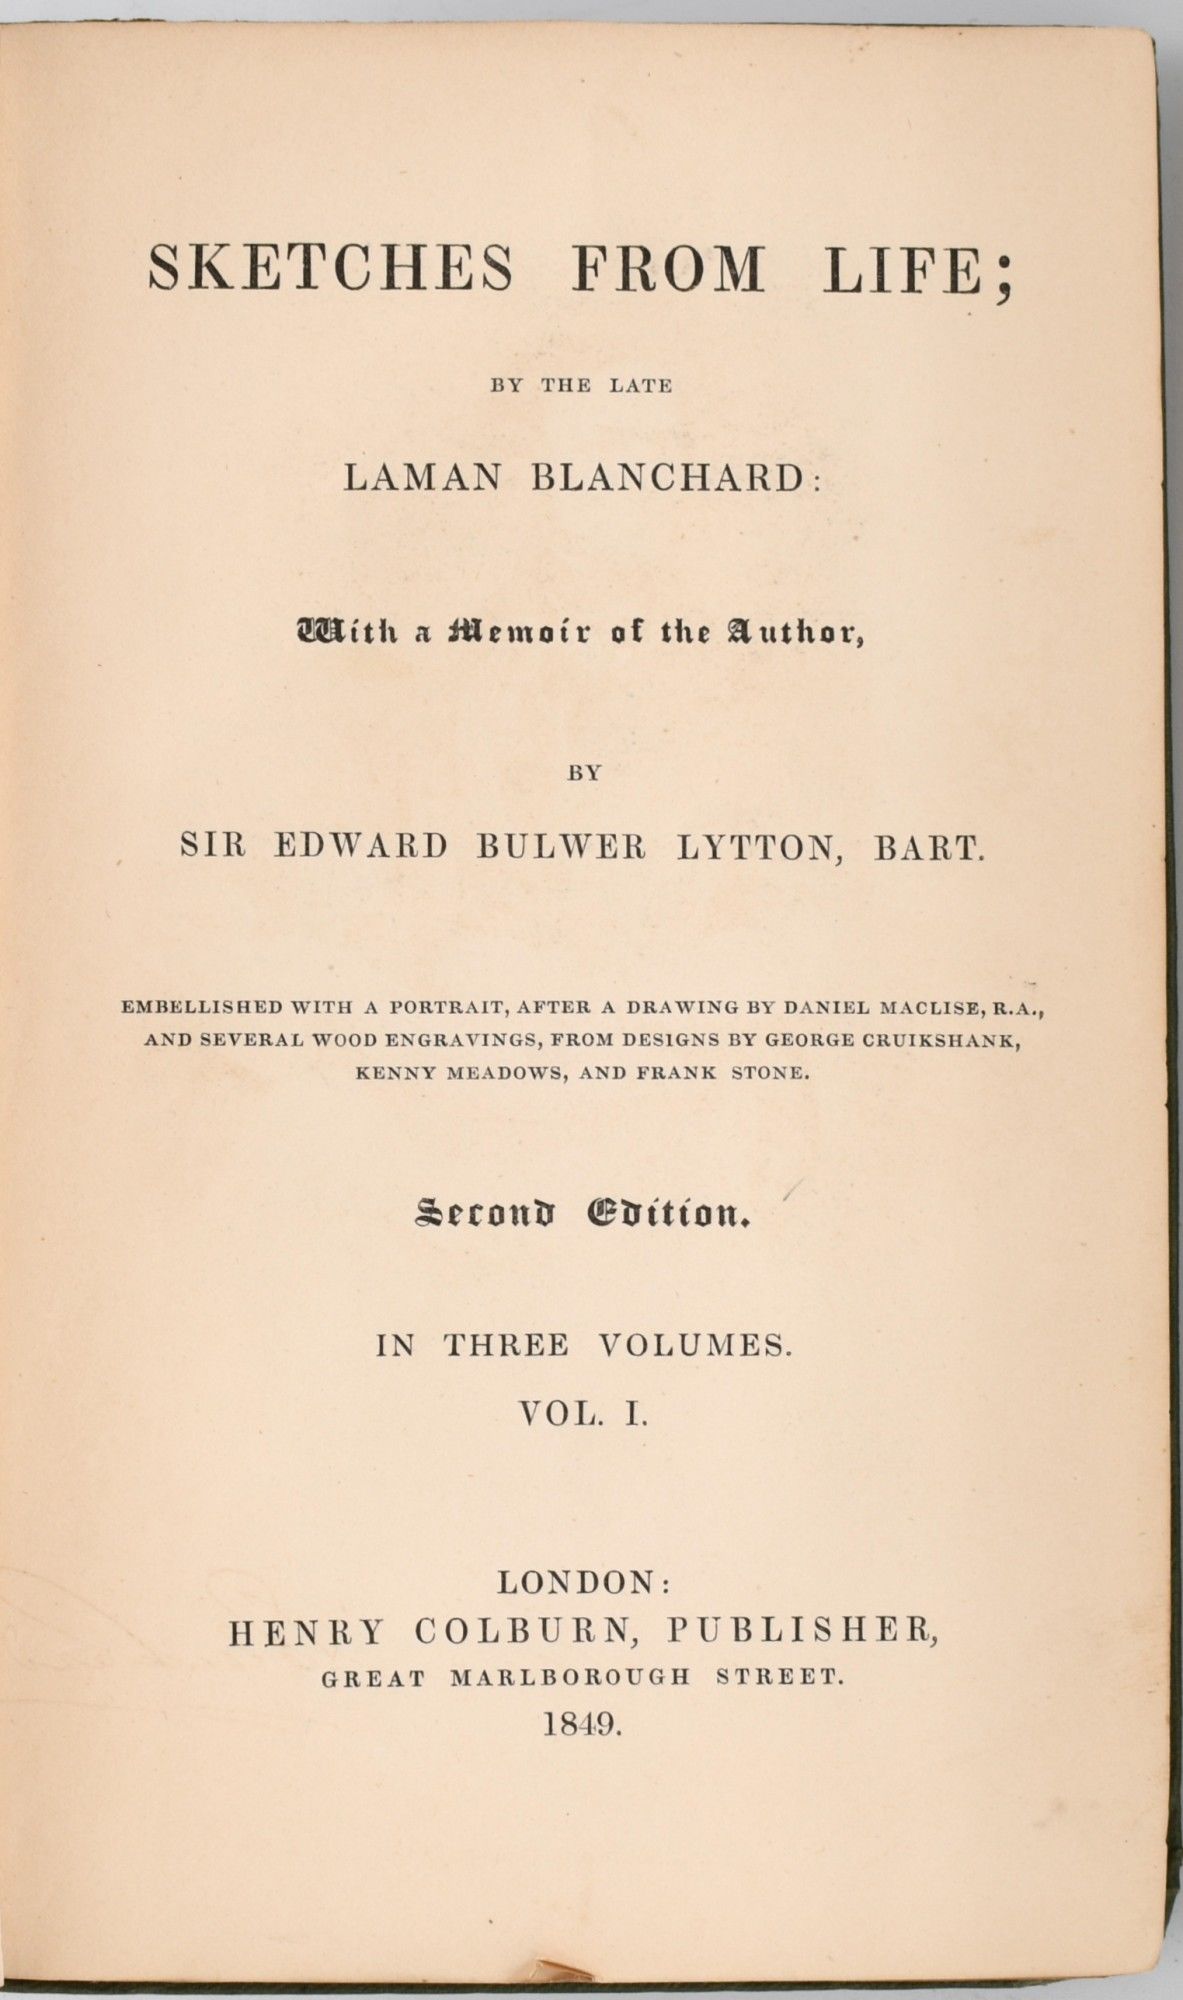 SKETCHES FROM LIFE;
BY THE LATE
LAMAN BLANCHARD:
With a Memoir of the Author,
BY
SIR EDWARD BULWER LYTTON, BART.
EMBELLISHED WITH A PORTRAIT, AFTER A DRAWING BY DANIEL MACLISE, R.A.,
AND SEVERAL WOOD ENGRAVINGS, FROM DESIGNS BY GEORGE CRUIKSHANK,
KENNY MEADOWS, AND FRANK STONE.
Second Edition.
IN THREE VOLUMES.
VOL. I.
LONDON:
HENRY COLBURN, PUBLISHER,
GREAT MARLBOROUGH STREET.
1849.